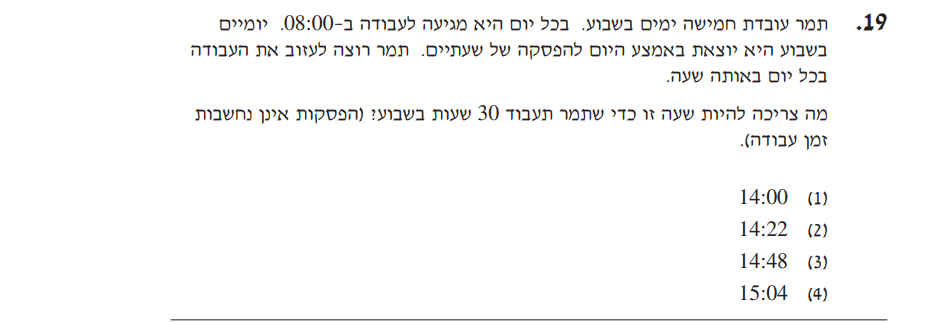 19. תמר עובדת חמישה ימים בשבוע. בכל יום היא מגיעה לעבודה ב-08:00. יומיים
בשבוע היא יוצאת באמצע היום להפסקה של שעתיים. תמר רוצה לעזוב את העבודה
בכל יום באותה שעה.
מה צריכה להיות שעה זו כדי שתמר תעבוד 30 שעות בשבוע? (הפסקות אינן נחשבות
זמן עבודה).
(1) 14:00
(2) 14:22
(3) 14:48
(4) 15:04